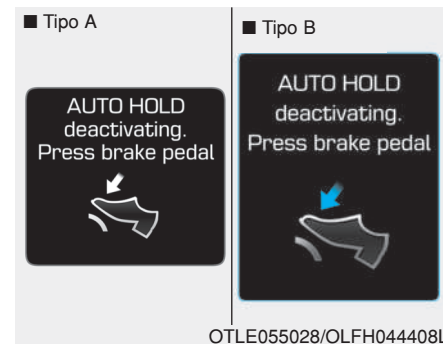 ■ Tipo A
AUTO HOLD
deactivating.
Press brake pedal
■ Tipo B
AUTO HOLD
deactivating.
Press brake pedal
OTLE055028/OLFH044408L